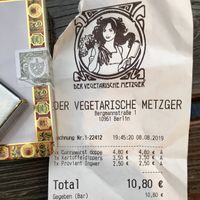 DER VEGETARISCHE METZGER
DER VEGETARISCHE METZGER
Bergmannstraße 1
10961 Berlin
chnung Nr.1-22412 19:45:20 08.08.2019
1x Currywurst doppe 4,80 € 4,80 € A
1x Kartoffelpuffers 3,50 € 3,50 € A
1x Proviant Ingwer 2,50 € 2,50 € A
Total 10,80 €
Gegeben (Bar) 10,80 €